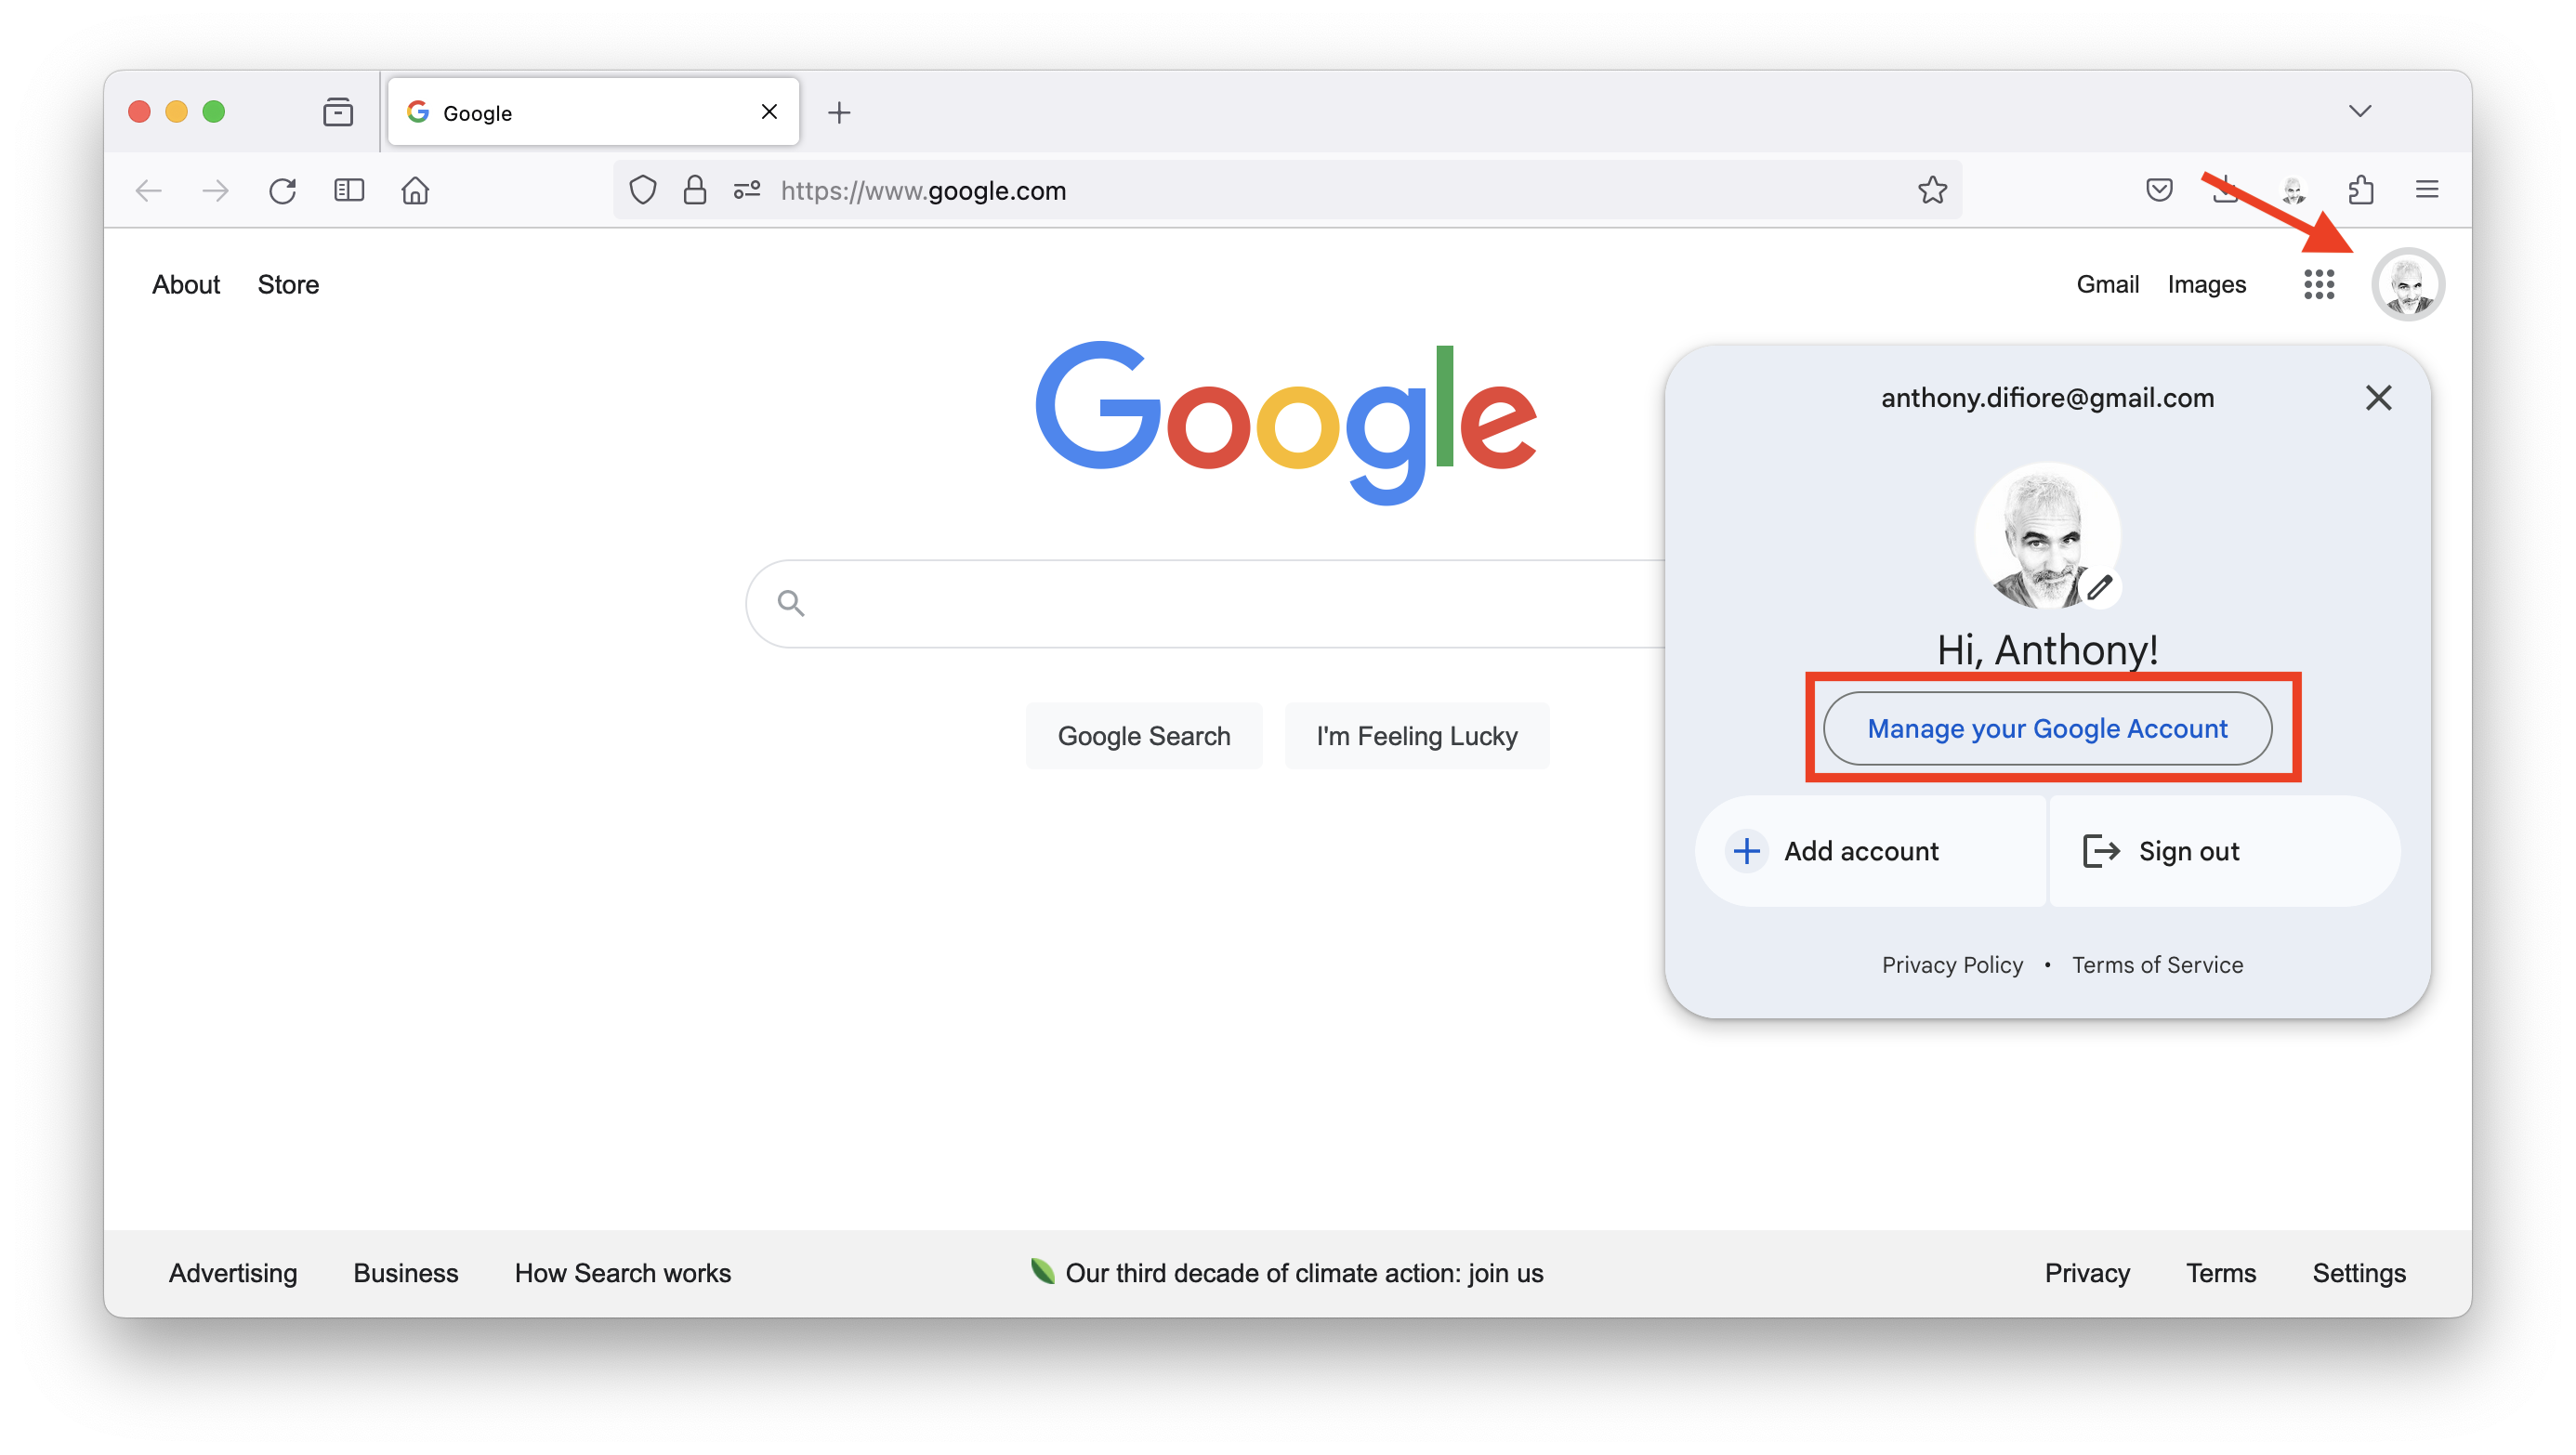 Google
https://www.google.com
About Store
Gmail Images
Google
anthony.difiore@gmail.com
Hi, Anthony!
Manage your Google Account
Google Search I'm Feeling Lucky
Add account Sign out
Privacy Policy • Terms of Service
Advertising Business How Search works
Our third decade of climate action: join us
Privacy Terms Settings